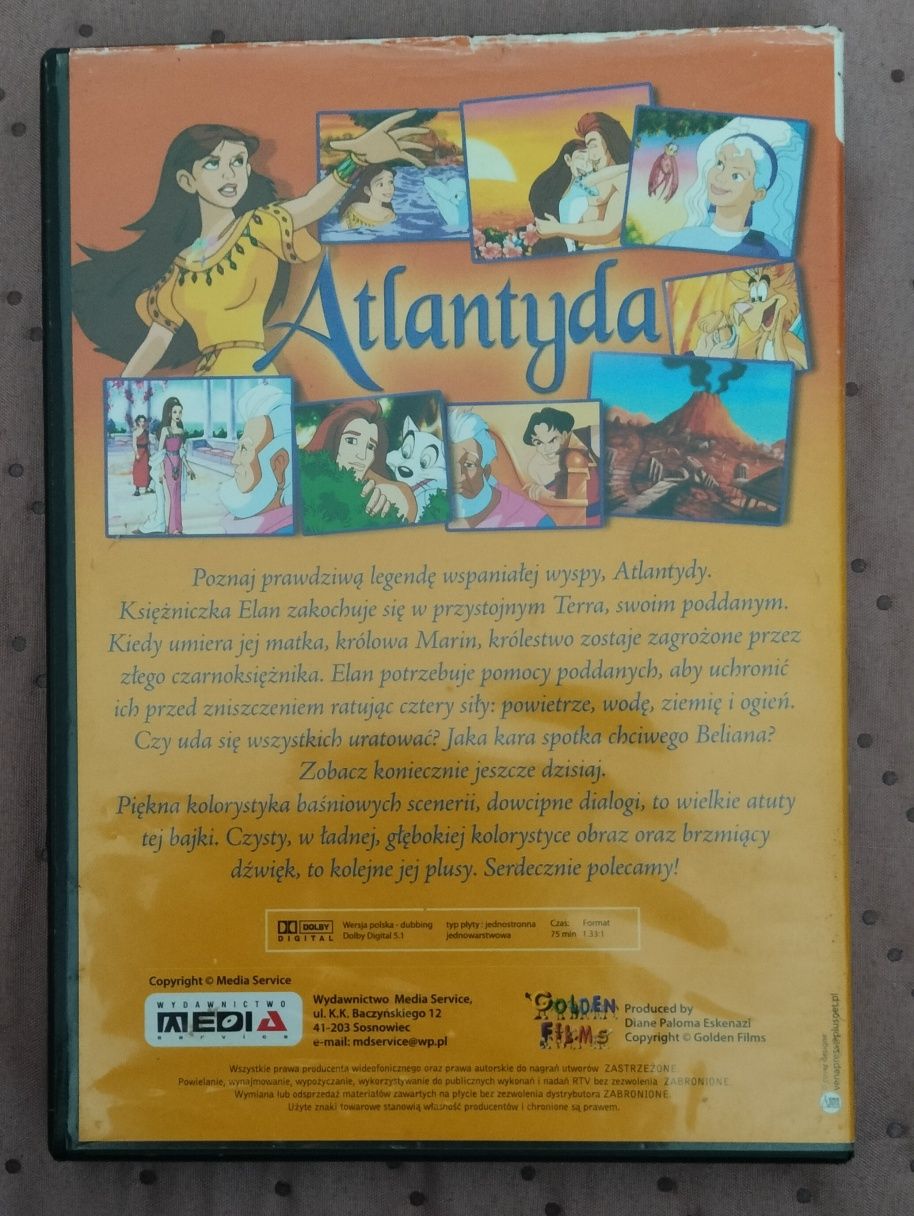 Atlantyda
Poznaj prawdziwą legendę wspaniałej wyspy, Atlantydy.
Księżniczka Elan zakochuje się w przystojnym Terra, swoim poddanym.
Kiedy umiera jej matka, królowa Marin, królestwo zostaje zagrożone przez
złego czarnoksiężnika. Elan potrzebuje pomocy poddanych, aby uchronić
ich przed zniszczeniem ratując cztery siły: powietrze, wodę, ziemię i ogień.
Czy uda się wszystkich uratować? Jaka kara spotka chciwego Beliana?
Zobacz koniecznie jeszcze dzisiaj.
Piękna kolorystyka baśniowych scenerii, dowcipne dialogi, to wielkie atuty
tej bajki. Czysty, w ładnej, głębokiej kolorystyce obraz oraz brzmiący
dźwięk, to kolejne jej plusy. Serdecznie polecamy!
DOLBY
DIGITAL
Wersja polska - dubbing
Dolby Digital 5.1
typ płyty : jednostronna
jednowarstwowa
Czas:
75 min
Format
1.33:1
Copyright © Media Service
WYDAWNICTWO
MEDIA
service
Wydawnictwo Media Service,
ul. K.K. Baczyńskiego 12
41-203 Sosnowiec
e-mail: mdservice@wp.pl
GOLDEN
FILMS
Produced by
Diane Paloma Eskenazi
Copyright © Golden Films
Wszystkie prawa producenta wideofonicznego oraz prawa autorskie do nagrań utworów ZASTRZEŻONE.
Powielanie, wynajmowanie, wypożyczanie, wykorzystywanie do publicznych wykonań i nadań RTV bez zezwolenia ZABRONIONE.
Wymiana lub odsprzedaż materiałów zawartych na płycie bez zezwolenia dystrybutora ZABRONIONE.
Użyte znaki towarowe stanowią własność producentów i chronione są prawem.